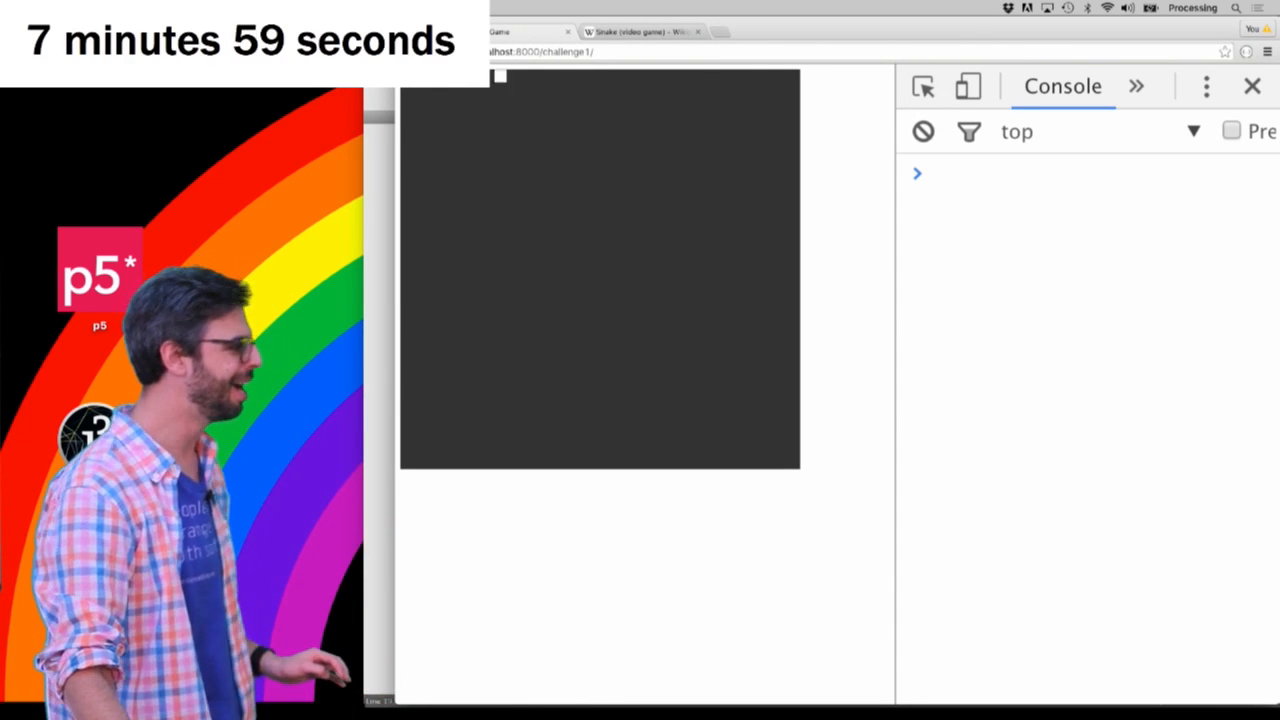 7 minutes 59 seconds
Processing
Game
Snake (video game) - Wiki
You
alhost:8000/challenge1/
Console
top
Pre
p5*
p5